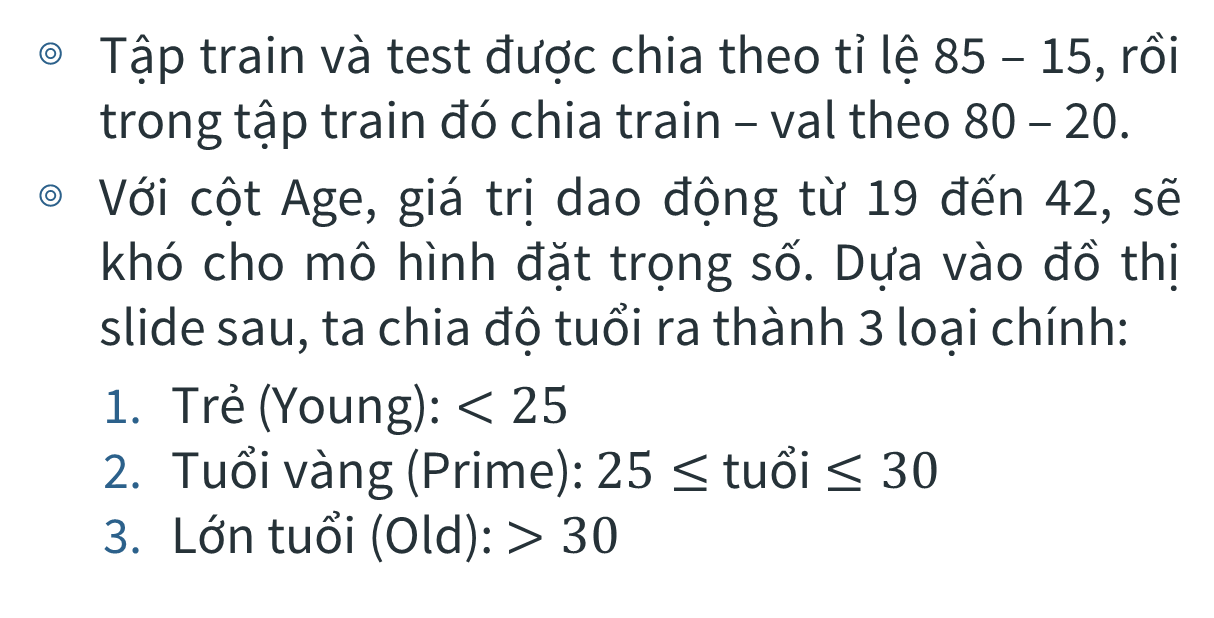 ◎ Tập train và test được chia theo tỉ lệ 85 – 15, rồi
trong tập train đó chia train – val theo 80 – 20.
◎ Với cột Age, giá trị dao động từ 19 đến 42, sẽ
khó cho mô hình đặt trọng số. Dựa vào đồ thị
slide sau, ta chia độ tuổi ra thành 3 loại chính:
1. Trẻ (Young): < 25
2. Tuổi vàng (Prime): 25 ≤ tuổi ≤ 30
3. Lớn tuổi (Old): > 30